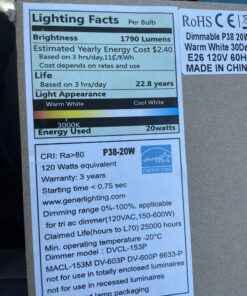 Lighting Facts Per Bulb
Brightness 1790 Lumens
Estimated Yearly Energy Cost $2.40
Based on 3 hrs/day,11¢/kWh
Cost depends on rates and use
Life
Based on 3 hrs/day 22.8 years
Light Appearance
Warm White Cool White
3000K
Energy Used 20watts
RoHS CE
Dimmable P38 20W
Warm White 30D
E26 120V 60H
MADE IN CHIN
CRI: Ra>80 P38-20W
120 Watts equivalent
Warranty: 3 years
Starting time < 0.75 sec
www.generlighting.com
Dimming range 0%-100%, applicable
for tri ac dimmer(120VAC,150-600W)
Claimed Life(hours to L70) 25000 hours
Min. operating temperature -20°C
Dimmer model: DVCL-153P
MACL-153M DV-603P DV-600P 6633-P
not for use in totally enclosed luminaires
not for use in recessed luminaires
lamp packaging